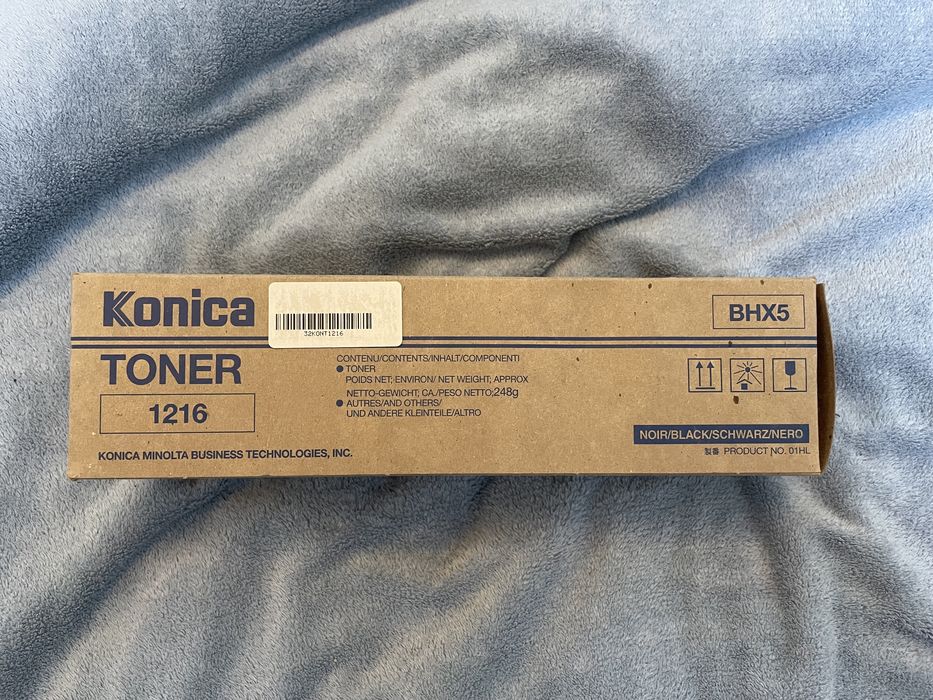 Konica
32KONT1216
BHX5
TONER
1216
CONTENU/CONTENTS/INHALT/COMPONENTI
● TONER
POIDS NET; ENVIRON/ NET WEIGHT; APPROX
NETTO-GEWICHT; CA./PESO NETTO;248g
● AUTRES/AND OTHERS/
UND ANDERE KLEINTEILE/ALTRO
NOIR/BLACK/SCHWARZ/NERO
製番 PRODUCT NO. 01HL
KONICA MINOLTA BUSINESS TECHNOLOGIES, INC.